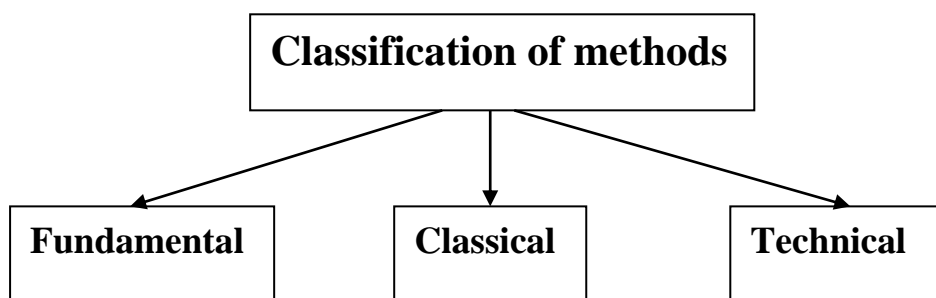 Classification of methods
Fundamental
Classical
Technical